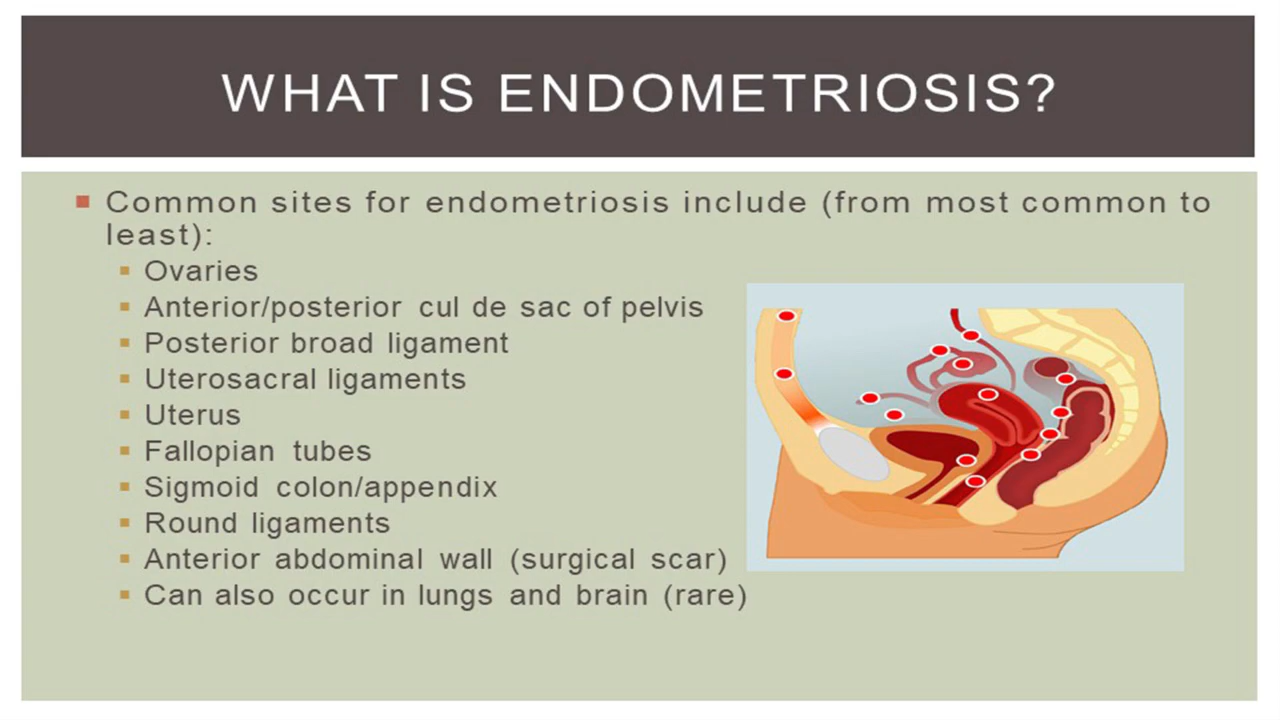 WHAT IS ENDOMETRIOSIS?
Common sites for endometriosis include (from most common to
least):
Ovaries
Anterior/posterior cul de sac of pelvis
Posterior broad ligament
Uterosacral ligaments
Uterus
Fallopian tubes
Sigmoid colon/appendix
Round ligaments
Anterior abdominal wall (surgical scar)
Can also occur in lungs and brain (rare)